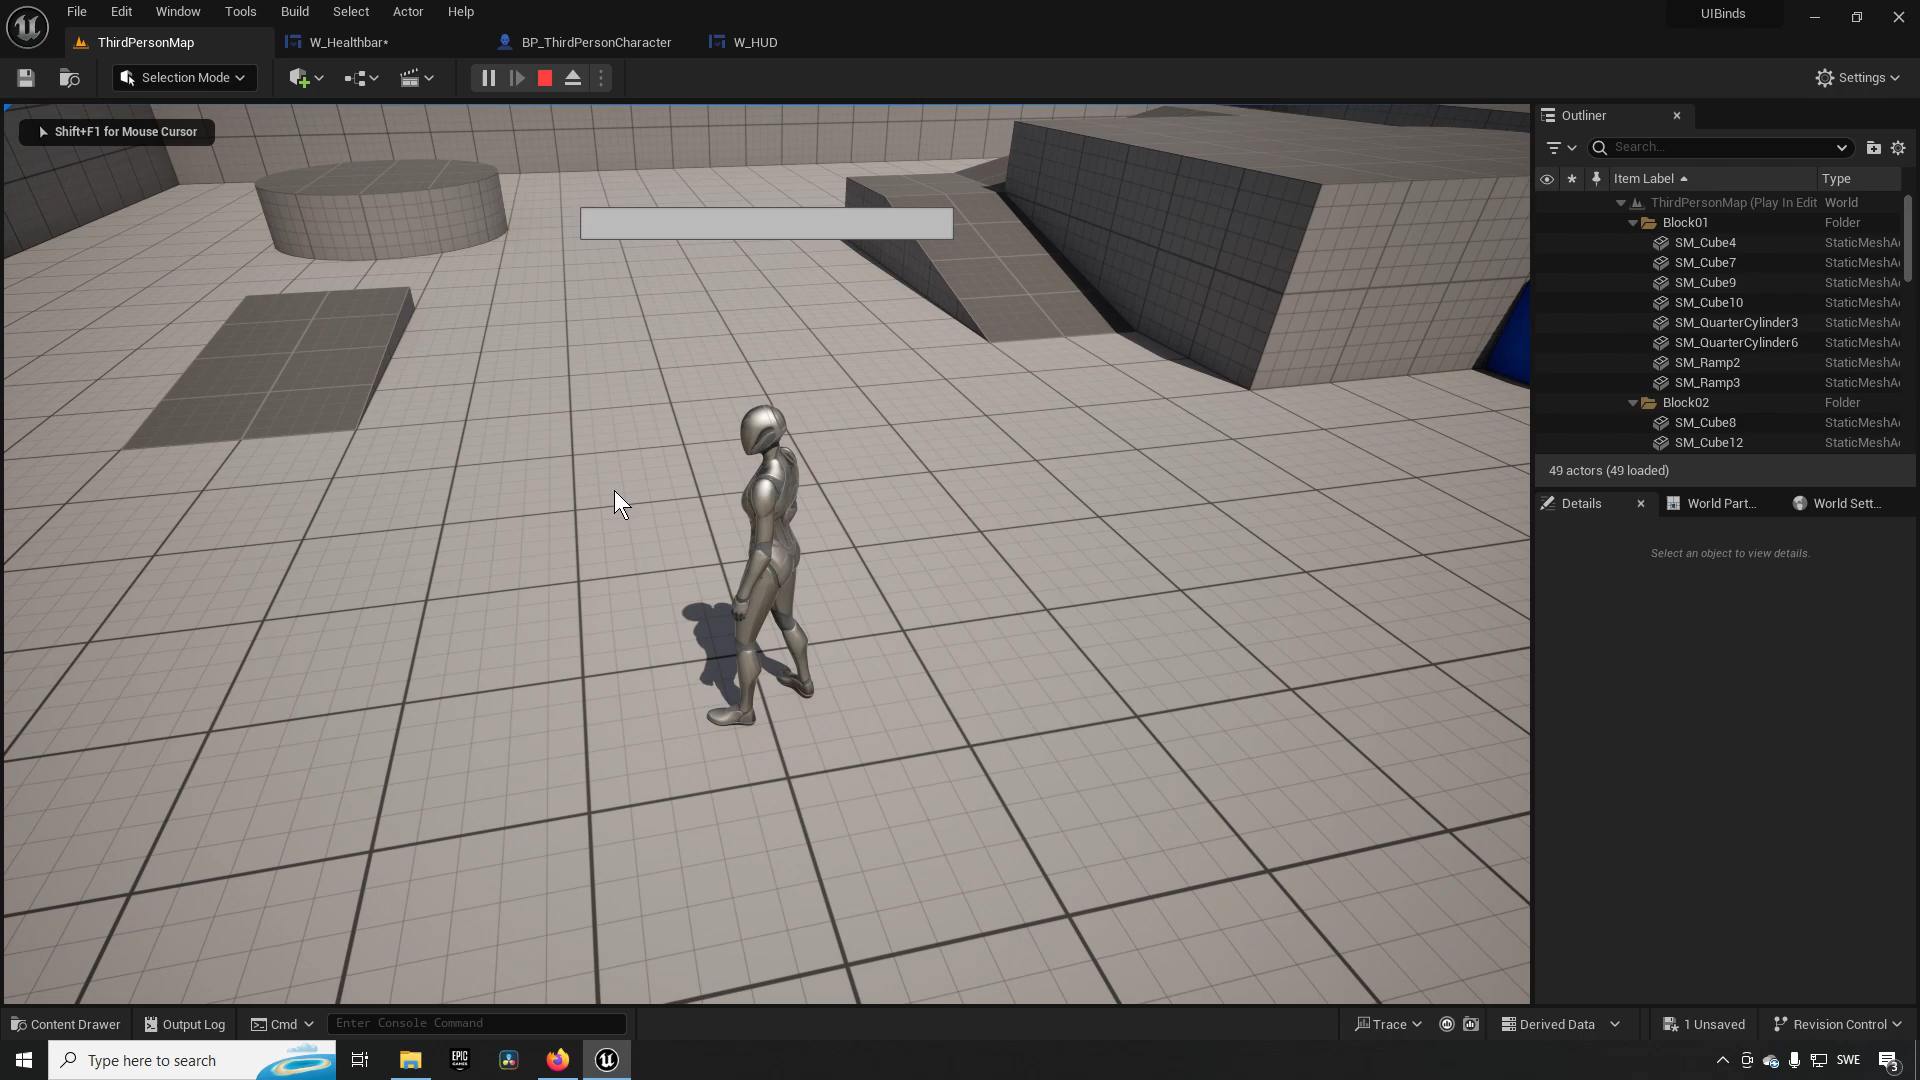 File Edit Window Tools Build Select Actor Help
UIBinds
ThirdPersonMap
W_Healthbar*
BP_ThirdPersonCharacter
W_HUD
Selection Mode
Settings
Shift+F1 for Mouse Cursor
Outliner
Search...
Item Label
Type
ThirdPersonMap (Play In Edit World
Block01 Folder
SM_Cube4 StaticMeshA
SM_Cube7 StaticMeshA
SM_Cube9 StaticMeshA
SM_Cube10 StaticMeshA
SM_QuarterCylinder3 StaticMeshA
SM_QuarterCylinder6 StaticMeshA
SM_Ramp2 StaticMeshA
SM_Ramp3 StaticMeshA
Block02 Folder
SM_Cube8 StaticMeshA
SM_Cube12 StaticMeshA
49 actors (49 loaded)
Details
World Part...
World Sett...
Select an object to view details.
Content Drawer
Output Log
Cmd
Enter Console Command
Trace
Derived Data
1 Unsaved
Revision Control
Type here to search
EPIC
GAMES
SWE
3